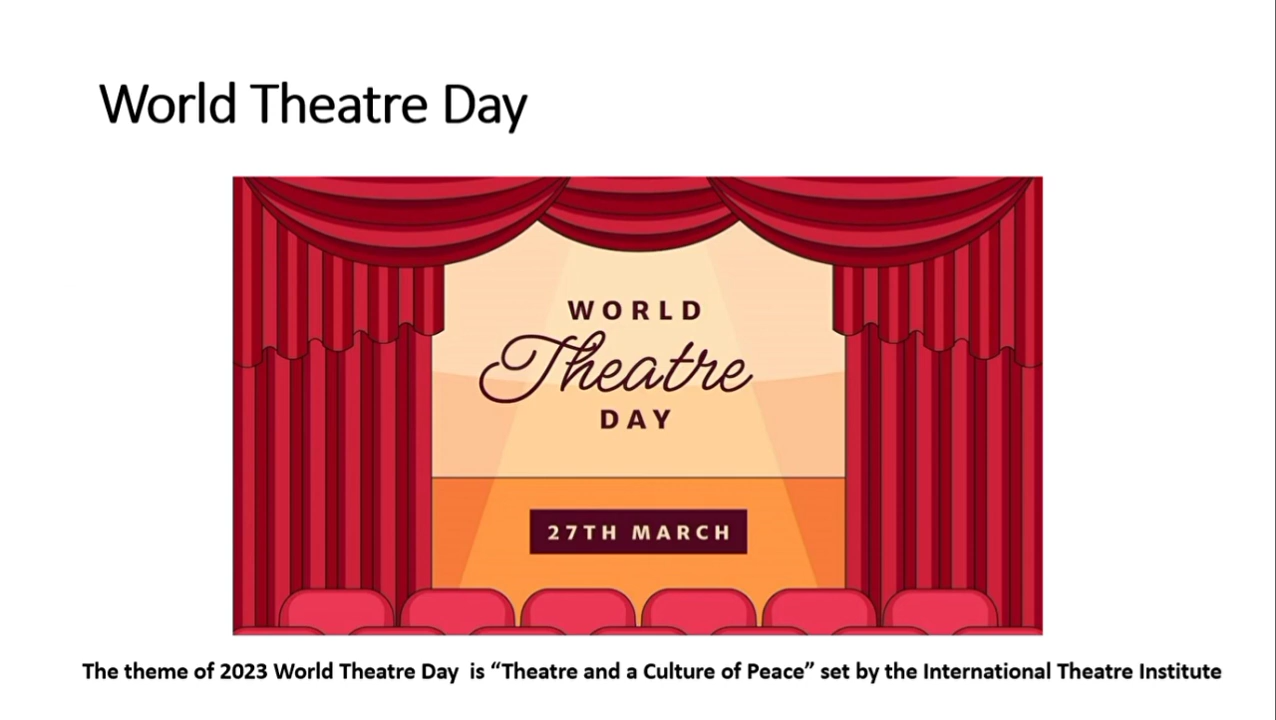 World Theatre Day
WORLD
Theatre
DAY
27TH MARCH
The theme of 2023 World Theatre Day is “Theatre and a Culture of Peace” set by the International Theatre Institute